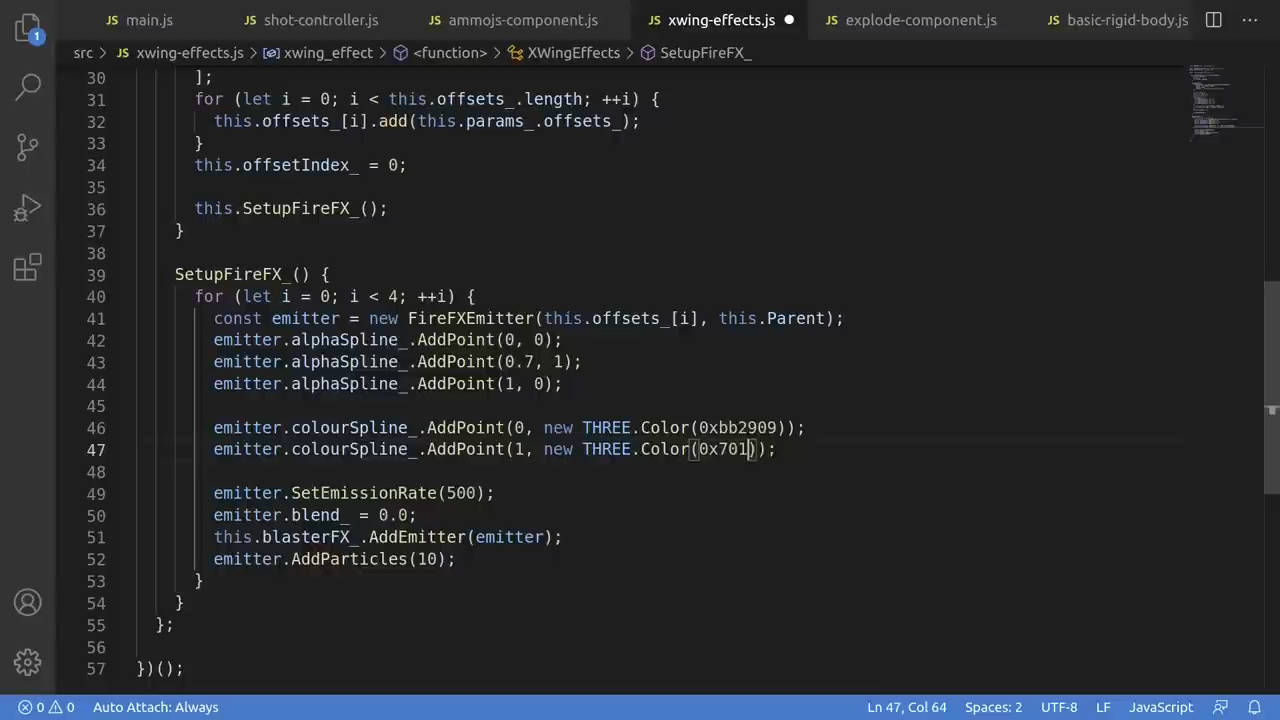 main.js shot-controller.js ammojs-component.js xwing-effects.js explode-component.js basic-rigid-body.js
1
src > JS xwing-effects.js > xwing_effect > <function> > XWingEffects > SetupFireFX_
30 ];
31 for (let i = 0; i < this.offsets_.length; ++i) {
32 this.offsets_[i].add(this.params_.offsets_);
33 }
34 this.offsetIndex_ = 0;
35
36 this.SetupFireFX_();
37 }
38
39 SetupFireFX_() {
40 for (let i = 0; i < 4; ++i) {
41 const emitter = new FireFXEmitter(this.offsets_[i], this.Parent);
42 emitter.alphaSpline_.AddPoint(0, 0);
43 emitter.alphaSpline_.AddPoint(0.7, 1);
44 emitter.alphaSpline_.AddPoint(1, 0);
45
46 emitter.colourSpline_.AddPoint(0, new THREE.Color(0xbb2909));
47 emitter.colourSpline_.AddPoint(1, new THREE.Color(0x701));
48
49 emitter.SetEmissionRate(500);
50 emitter.blend_ = 0.0;
51 this.blasterFX_.AddEmitter(emitter);
52 emitter.AddParticles(10);
53 }
54 }
55 };
56
57 })();
0 0 Auto Attach: Always Ln 47, Col 64 Spaces: 2 UTF-8 LF JavaScript